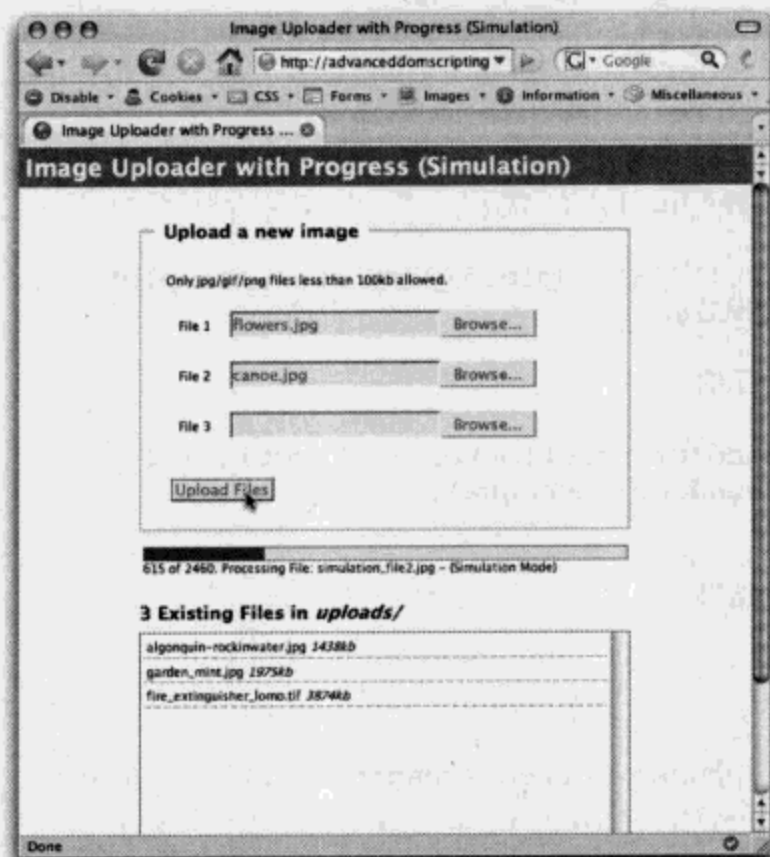 Image Uploader with Progress (Simulation)
http://advanceddomscripting
G Google
Disable Cookies CSS Forms Images Information Miscellaneous
Image Uploader with Progress ...
Image Uploader with Progress (Simulation)
Upload a new image
Only jpg/gif/png files less than 100kb allowed.
File 1 flowers.jpg Browse...
File 2 canoe.jpg Browse...
File 3 Browse...
Upload Files
615 of 2460. Processing File: simulation_file2.jpg – (Simulation Mode)
3 Existing Files in uploads/
algonquin-rockinwater.jpg 1438kb
garden_mint.jpg 1975kb
fire_extinguisher_lomo.tif 3874kb
Done